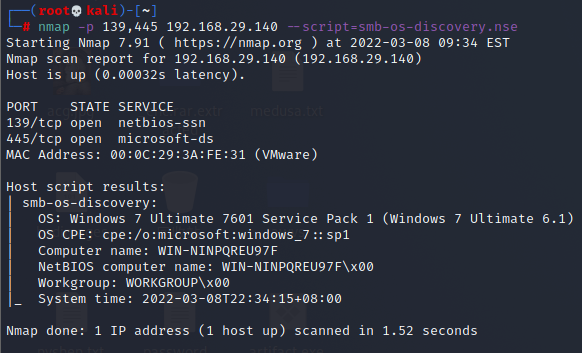 ┌──(root💀kali)-[~]
└─# nmap -p 139,445 192.168.29.140 --script=smb-os-discovery.nse
Starting Nmap 7.91 ( https://nmap.org ) at 2022-03-08 09:34 EST
Nmap scan report for 192.168.29.140 (192.168.29.140)
Host is up (0.00032s latency).
PORT    STATE SERVICE
139/tcp open  netbios-ssn
445/tcp open  microsoft-ds
MAC Address: 00:0C:29:3A:FE:31 (VMware)
Host script results:
| smb-os-discovery:
|   OS: Windows 7 Ultimate 7601 Service Pack 1 (Windows 7 Ultimate 6.1)
|   OS CPE: cpe:/o:microsoft:windows_7::sp1
|   Computer name: WIN-NINPQREU97F
|   NetBIOS computer name: WIN-NINPQREU97F\x00
|   Workgroup: WORKGROUP\x00
|_  System time: 2022-03-08T22:34:15+08:00
Nmap done: 1 IP address (1 host up) scanned in 1.52 seconds
medusa.txt